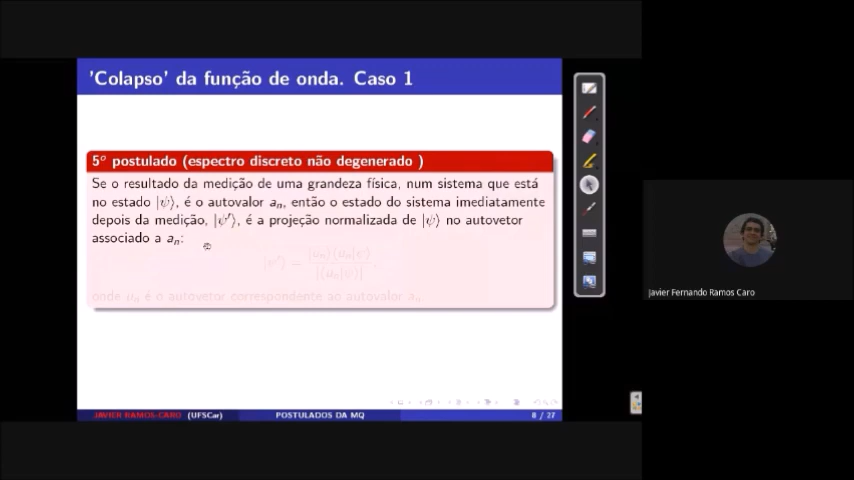 'Colapso' da função de onda. Caso 1
5º postulado (espectro discreto não degenerado )
Se o resultado da medição de uma grandeza física, num sistema que está
no estado |ψ⟩, é o autovalor aₙ, então o estado do sistema imediatamente
depois da medição, |ψ'⟩, é a projeção normalizada de |ψ⟩ no autovetor
associado a aₙ:
|ψ'⟩ = |uₙ⟩⟨uₙ|ψ⟩ / |⟨uₙ|ψ⟩|,
onde uₙ é o autovetor correspondente ao autovalor aₙ.
JAVIER RAMOS-CARO (UFSCar) POSTULADOS DA MQ 8 / 27
Javier Fernando Ramos Caro